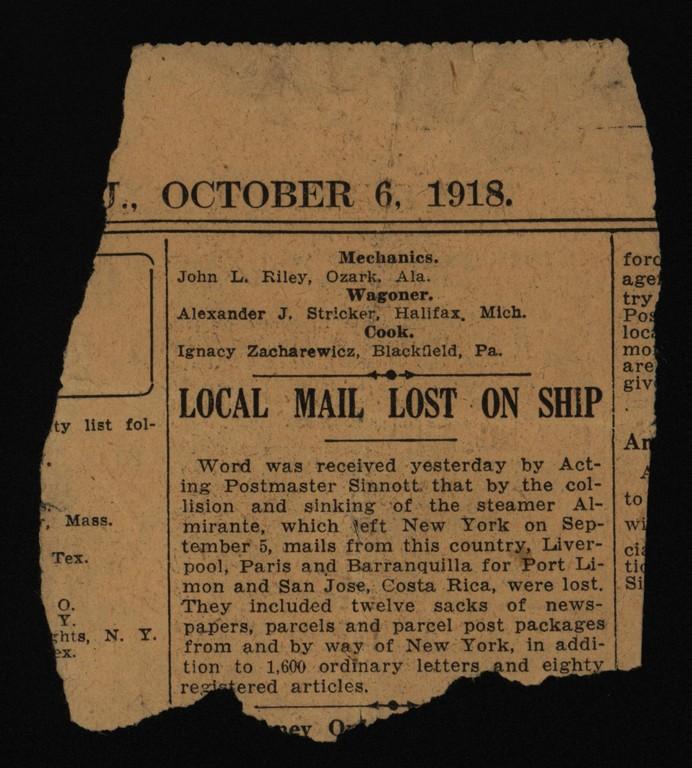 J., OCTOBER 6, 1918.
ty list fol-
, Mass.
Tex.
O.
Y.
ghts, N. Y.
ex.
Mechanics.
John L. Riley, Ozark, Ala.
Wagoner.
Alexander J. Stricker, Halifax, Mich.
Cook.
Ignacy Zacharewicz, Blackfield, Pa.
LOCAL MAIL LOST ON SHIP
Word was received yesterday by Act-
ing Postmaster Sinnott that by the col-
lision and sinking of the steamer Al-
mirante, which left New York on Sep-
tember 5, mails from this country, Liver-
pool, Paris and Barranquilla for Port Li-
mon and San Jose, Costa Rica, were lost.
They included twelve sacks of news-
papers, parcels and parcel post packages
from and by way of New York, in addi-
tion to 1,600 ordinary letters and eighty
registered articles.
forc
age
try
Pos
loca
mo
are
giv
An
A
to
wi
cia
tio
Si